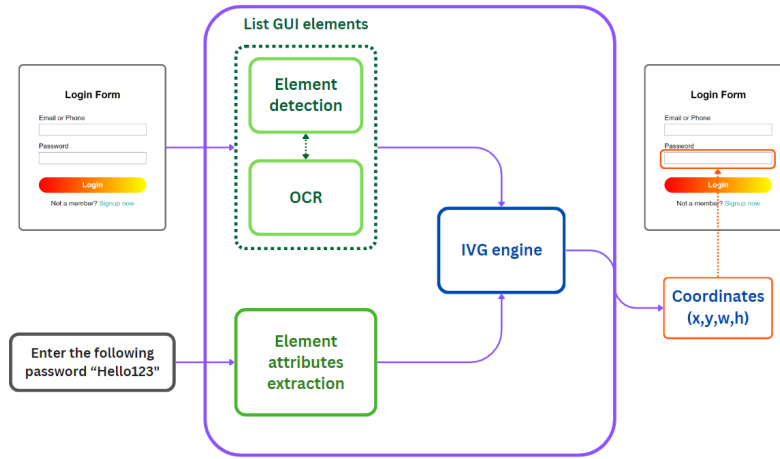 List GUI elements
Login Form
Email or Phone
Password
Login
Not a member? Signup now
Element
detection
OCR
IVG engine
Login Form
Email or Phone
Password
Login
Not a member? Signup now
Enter the following
password “Hello123"
Element
attributes
extraction
Coordinates
(x,y,w,h)